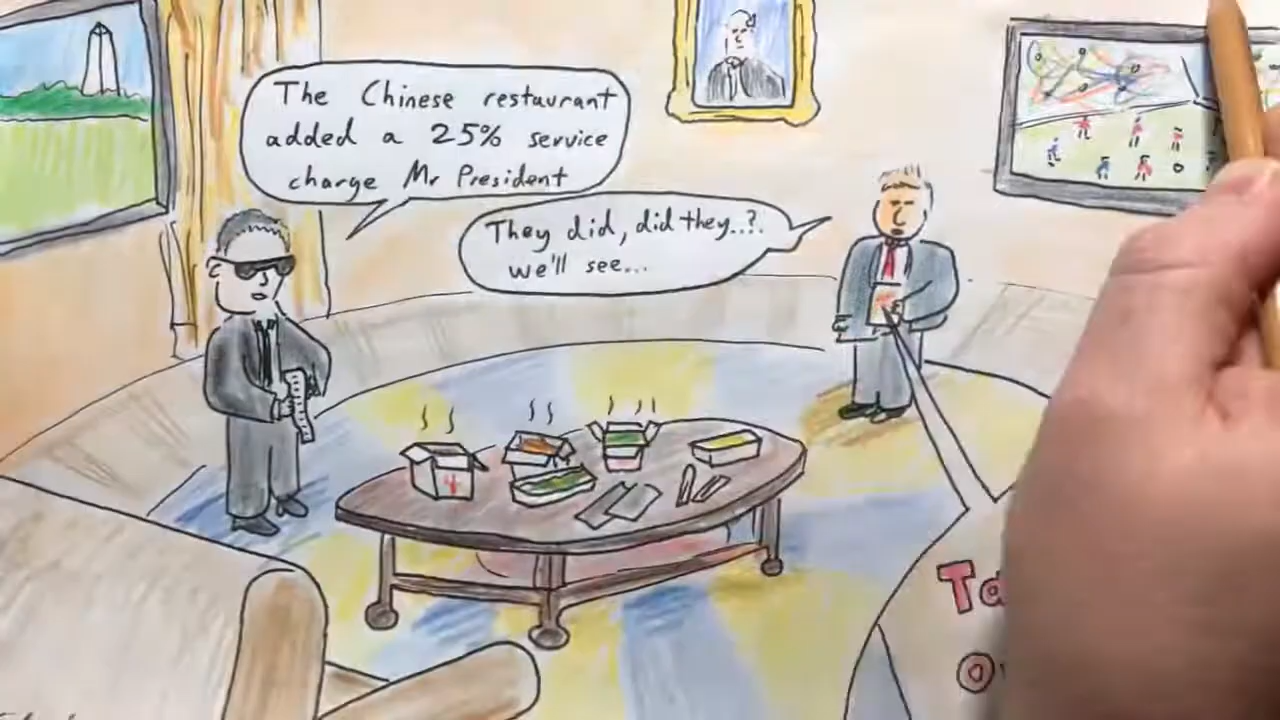 The Chinese restaurant
added a 25% service
charge Mr President
They did, did they..?.
we'll see...